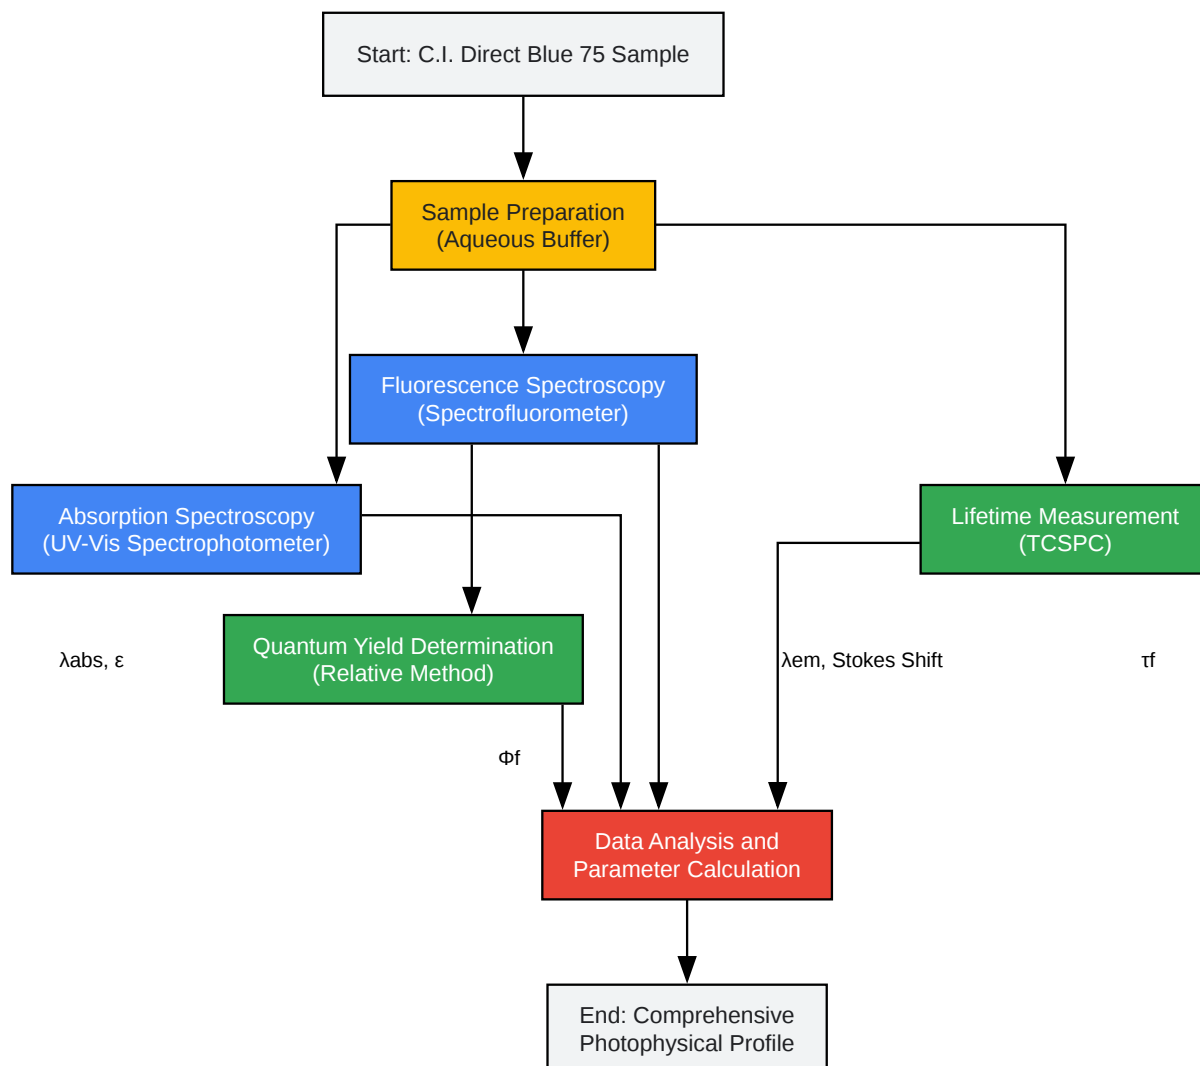 Start: C.I. Direct Blue 75 Sample
Sample Preparation
(Aqueous Buffer)
Fluorescence Spectroscopy
(Spectrofluorometer)
Absorption Spectroscopy
(UV-Vis Spectrophotometer)
Lifetime Measurement
(TCSPC)
Quantum Yield Determination
(Relative Method)
λabs, ε
λem, Stokes Shift
τf
Φf
Data Analysis and
Parameter Calculation
End: Comprehensive
Photophysical Profile